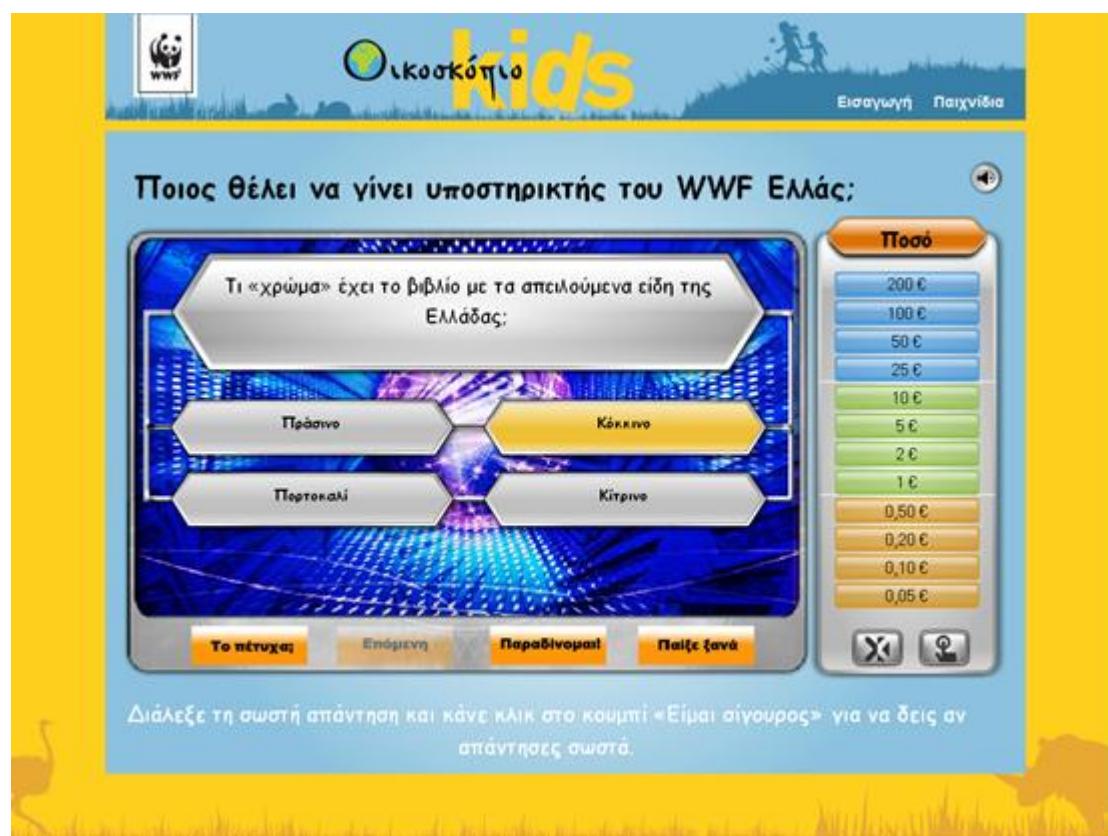 WWF
Οικοσκόπιο
kids
Εισαγωγή Παιχνίδια
Ποιος θέλει να γίνει υποστηρικτής του WWF Ελλάς;
Τι «χρώμα» έχει το βιβλίο με τα απειλούμενα είδη της
Ελλάδας;
Πράσινο
Κόκκινο
Πορτοκαλί
Κίτρινο
Ποσό
200 €
100 €
50 €
25 €
10 €
5 €
2 €
1 €
0,50 €
0,20 €
0,10 €
0,05 €
Το πέτυχα;
Επόμενη
Παραδίνομαι!
Παίξε ξανά
Διάλεξε τη σωστή απάντηση και κάνε κλικ στο κουμπί «Είμαι σίγουρος» για να δεις αν
απάντησες σωστά.